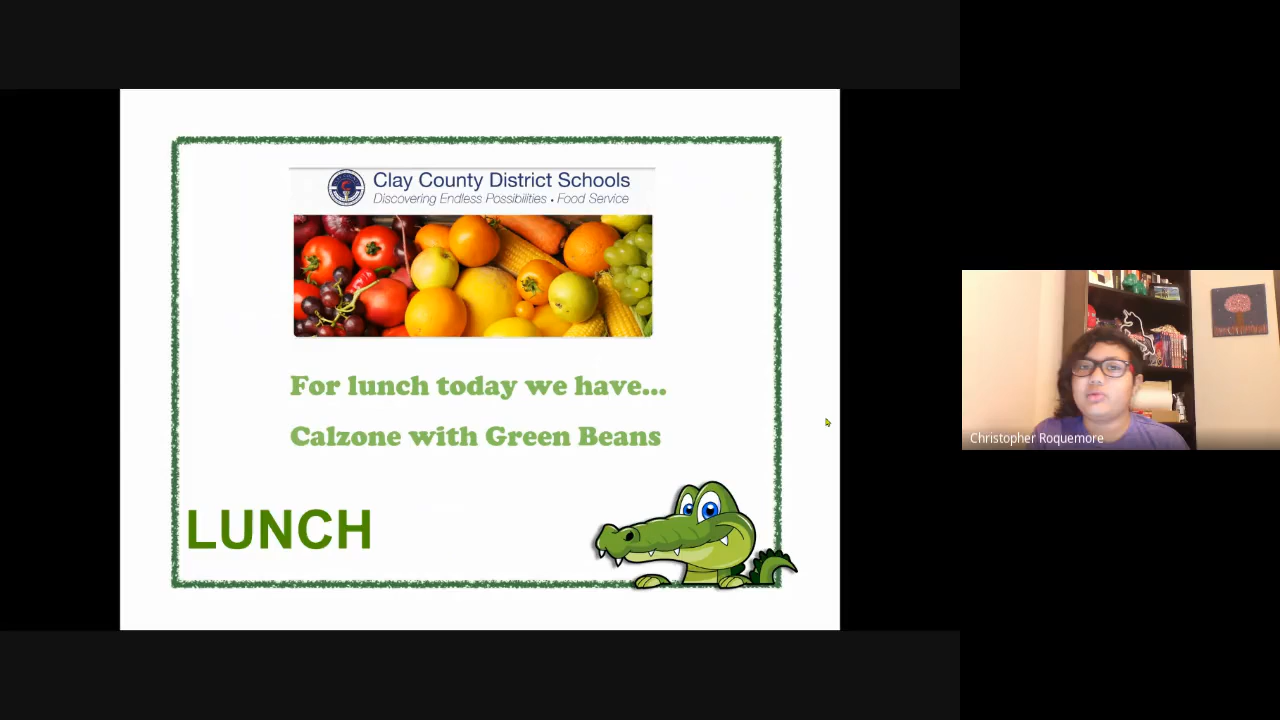 Clay County District Schools
Discovering Endless Possibilities • Food Service
For lunch today we have...
Calzone with Green Beans
LUNCH
Christopher Roquemore